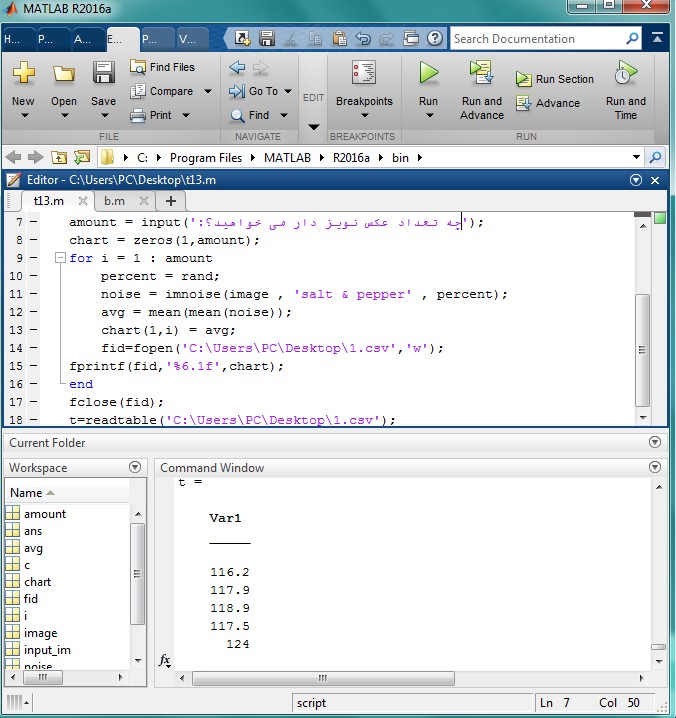 MATLAB R2016a
H... P... A... E... P... V... Search Documentation
New Open Save Find Files Compare Print
Go To Find
EDIT
Breakpoints
Run Run and Advance Run Section Advance Run and Time
FILE NAVIGATE BREAKPOINTS RUN
C: Program Files MATLAB R2016a bin
Editor - C:\Users\PC\Desktop\t13.m
t13.m b.m +
7 – amount = input('چه تعداد عکس نویز دار می خواهید؟:');
8 – chart = zeros(1,amount);
9 – for i = 1 : amount
10 – percent = rand;
11 – noise = imnoise(image , 'salt & pepper' , percent);
12 – avg = mean(mean(noise));
13 – chart(1,i) = avg;
14 – fid=fopen('C:\Users\PC\Desktop\1.csv','w');
15 – fprintf(fid,'%6.1f',chart);
16 – end
17 – fclose(fid);
18 – t=readtable('C:\Users\PC\Desktop\1.csv');
Current Folder
Workspace
Name
amount
ans
avg
c
chart
fid
i
image
input_im
noise
Command Window
t =
Var1
116.2
117.9
118.9
117.5
124
fx
script Ln 7 Col 50